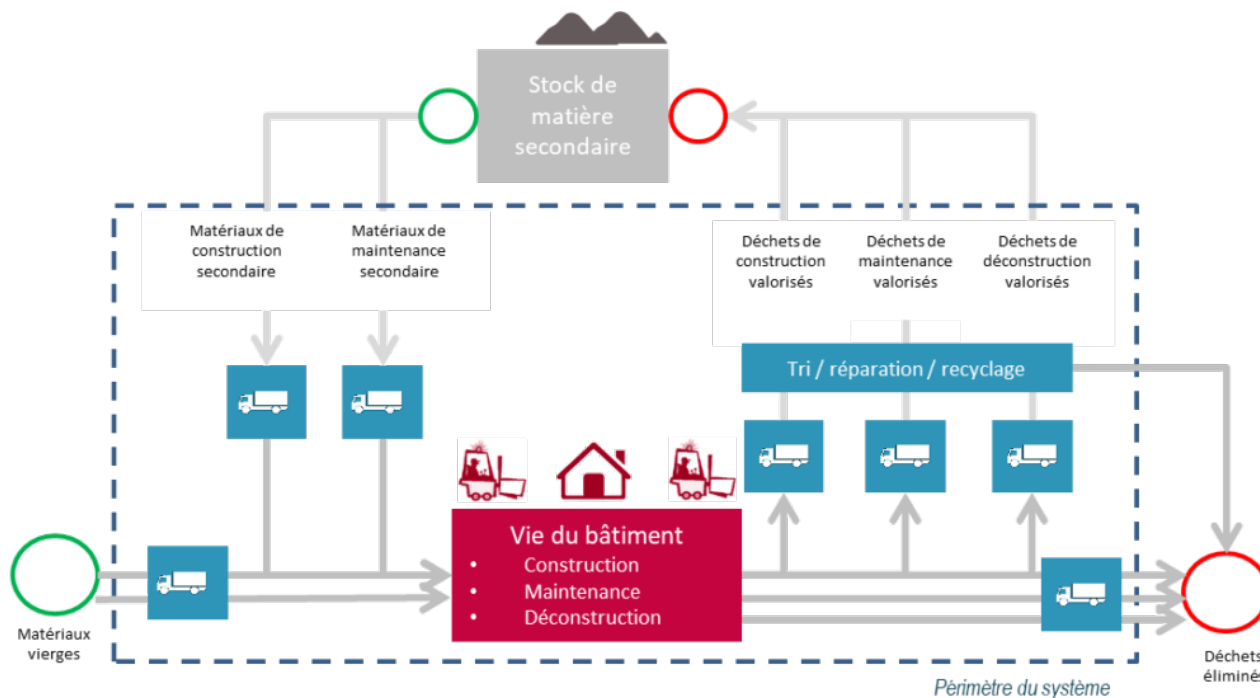 Stock de
matière
secondaire
Matériaux de
construction
secondaire
Matériaux de
maintenance
secondaire
Déchets de
construction
valorisés
Déchets de
maintenance
valorisés
Déchets de
déconstruction
valorisés
Tri / réparation / recyclage
Vie du bâtiment
• Construction
• Maintenance
• Déconstruction
Matériaux
vierges
Déchets
éliminé
Périmètre du système